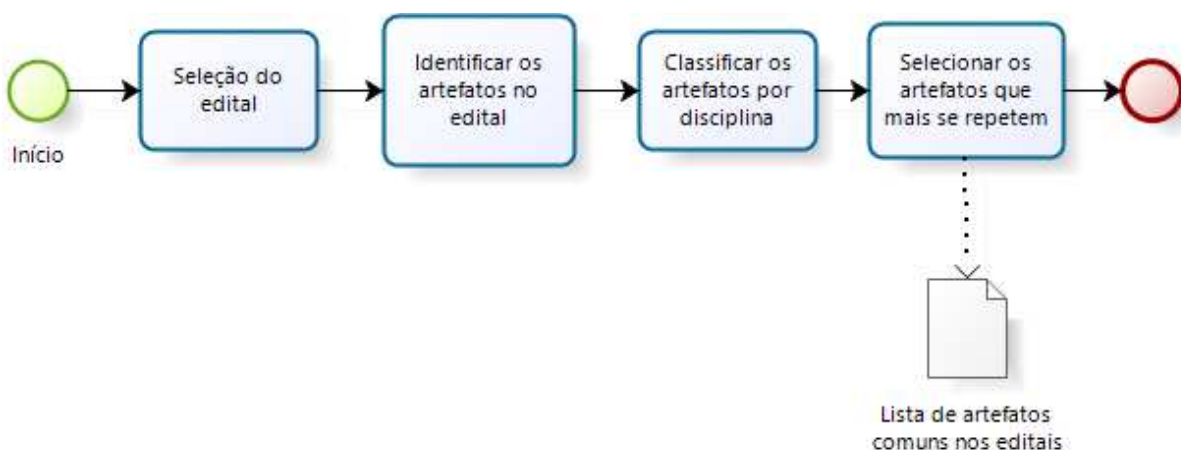 Início
Seleção do
edital
Identificar os
artefatos no
edital
Classificar os
artefatos por
disciplina
Selecionar os
artefatos que
mais se repetem
Lista de artefatos
comuns nos editais